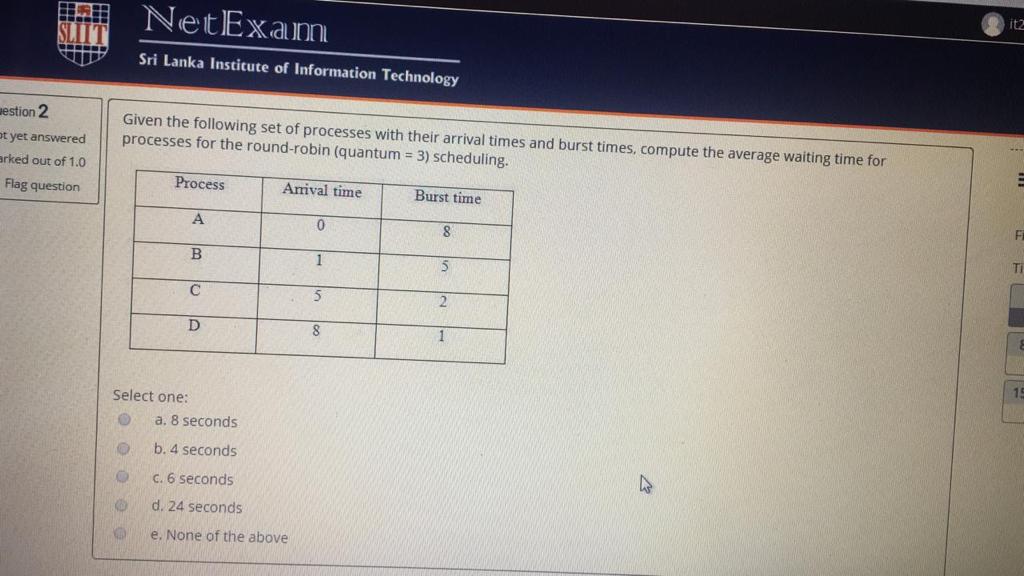 SLIIT
NetExam
Sri Lanka Institute of Information Technology
estion 2
t yet answered
arked out of 1.0
Flag question
Given the following set of processes with their arrival times and burst times, compute the average waiting time for
processes for the round-robin (quantum = 3) scheduling.
Process Arrival time Burst time
A 0 8
B 1 5
C 5 2
D 8 1
Select one:
a. 8 seconds
b. 4 seconds
c. 6 seconds
d. 24 seconds
e. None of the above
it2
Fi
Ti
8
15